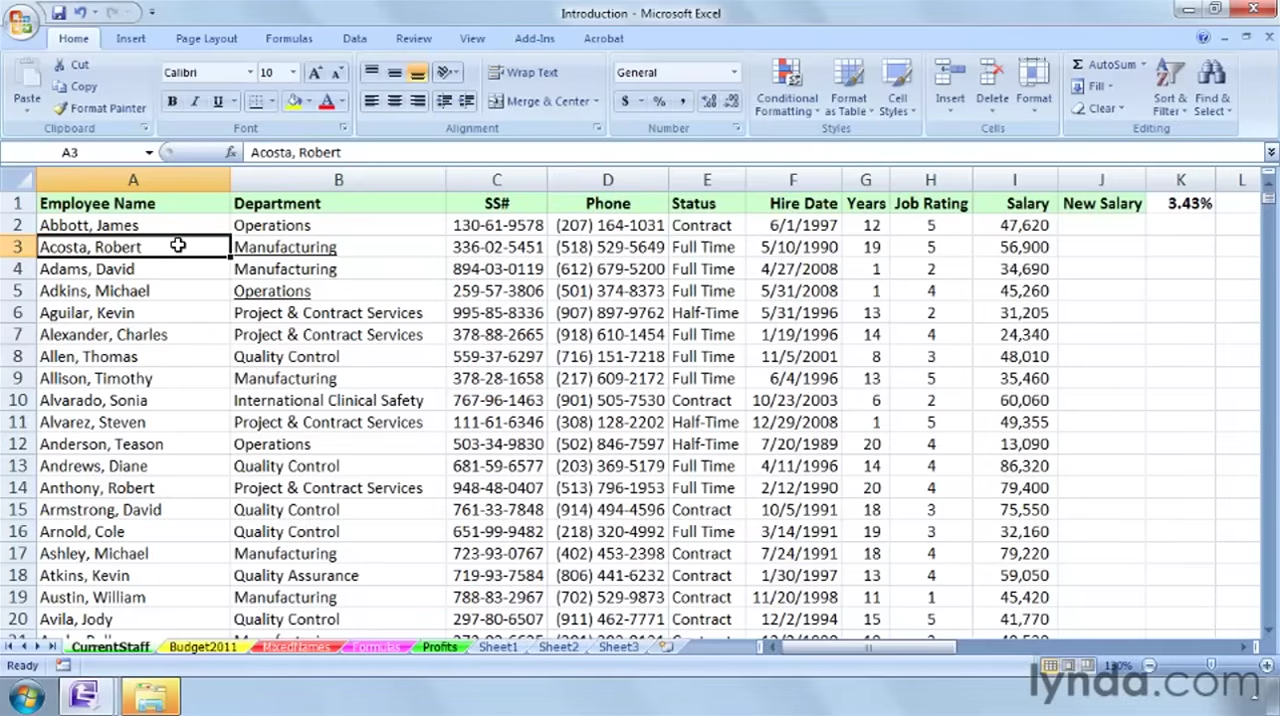 Introduction - Microsoft Excel
Home Insert Page Layout Formulas Data Review View Add-Ins Acrobat
Paste Cut Copy Format Painter Clipboard
Calibri 10 B I U A Font
Wrap Text Merge & Center Alignment
General $ % , Number
Conditional Formatting Format as Table Cell Styles Styles
Insert Delete Format Cells
Σ AutoSum Fill Clear Sort & Filter Find & Select Editing
A3 fx Acosta, Robert
A B C D E F G H I J K L
1 Employee Name Department SS# Phone Status Hire Date Years Job Rating Salary New Salary 3.43%
2 Abbott, James Operations 130-61-9578 (207) 164-1031 Contract 6/1/1997 12 5 47,620
3 Acosta, Robert Manufacturing 336-02-5451 (518) 529-5649 Full Time 5/10/1990 19 5 56,900
4 Adams, David Manufacturing 894-03-0119 (612) 679-5200 Full Time 4/27/2008 1 2 34,690
5 Adkins, Michael Operations 259-57-3806 (501) 374-8373 Full Time 5/31/2008 1 4 45,260
6 Aguilar, Kevin Project & Contract Services 995-85-8336 (907) 897-9762 Half-Time 5/31/1996 13 2 31,205
7 Alexander, Charles Project & Contract Services 378-88-2665 (918) 610-1454 Full Time 1/19/1996 14 4 24,340
8 Allen, Thomas Quality Control 559-37-6297 (716) 151-7218 Full Time 11/5/2001 8 3 48,010
9 Allison, Timothy Manufacturing 378-28-1658 (217) 609-2172 Full Time 6/4/1996 13 5 35,460
10 Alvarado, Sonia International Clinical Safety 767-96-1463 (901) 505-7530 Contract 10/23/2003 6 2 60,060
11 Alvarez, Steven Project & Contract Services 111-61-6346 (308) 128-2202 Half-Time 12/29/2008 1 5 49,355
12 Anderson, Teason Operations 503-34-9830 (502) 846-7597 Half-Time 7/20/1989 20 4 13,090
13 Andrews, Diane Quality Control 681-59-6577 (203) 369-5179 Full Time 4/11/1996 14 4 86,320
14 Anthony, Robert Project & Contract Services 948-48-0407 (513) 796-1953 Full Time 2/12/1990 20 4 79,400
15 Armstrong, David Quality Control 761-33-7848 (914) 494-4596 Contract 10/5/1991 18 3 75,550
16 Arnold, Cole Quality Control 651-99-9482 (218) 320-4992 Full Time 3/14/1991 19 3 32,160
17 Ashley, Michael Manufacturing 723-93-0767 (402) 453-2398 Contract 7/24/1991 18 4 79,220
18 Atkins, Kevin Quality Assurance 719-93-7584 (806) 441-6232 Full Time 1/30/1997 13 4 59,050
19 Austin, William Manufacturing 788-83-2967 (702) 529-9873 Full Time 11/20/1998 11 1 45,420
20 Avila, Jody Quality Control 297-80-6507 (911) 462-7771 Contract 12/2/1994 15 5 41,770
CurrentStaff Budget2011 MixedNames Formulas Profits Sheet1 Sheet2 Sheet3
Ready 130%
lynda.com